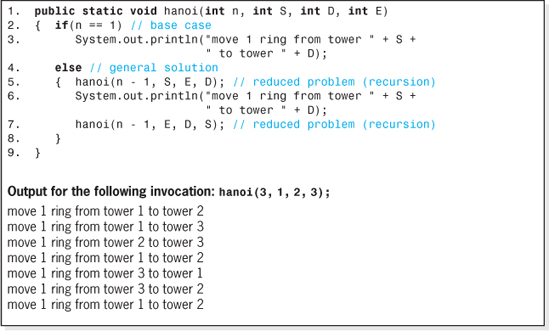 1. public static void hanoi(int n, int S, int D, int E)
2. { if(n == 1) // base case
3. System.out.println("move 1 ring from tower " + S +
" to tower " + D);
4. else // general solution
5. { hanoi(n - 1, S, E, D); // reduced problem (recursion)
6. System.out.println("move 1 ring from tower " + S +
" to tower " + D);
7. hanoi(n - 1, E, D, S); // reduced problem (recursion)
8. }
9. }
Output for the following invocation: hanoi(3, 1, 2, 3);
move 1 ring from tower 1 to tower 2
move 1 ring from tower 1 to tower 3
move 1 ring from tower 2 to tower 3
move 1 ring from tower 1 to tower 2
move 1 ring from tower 3 to tower 1
move 1 ring from tower 3 to tower 2
move 1 ring from tower 1 to tower 2